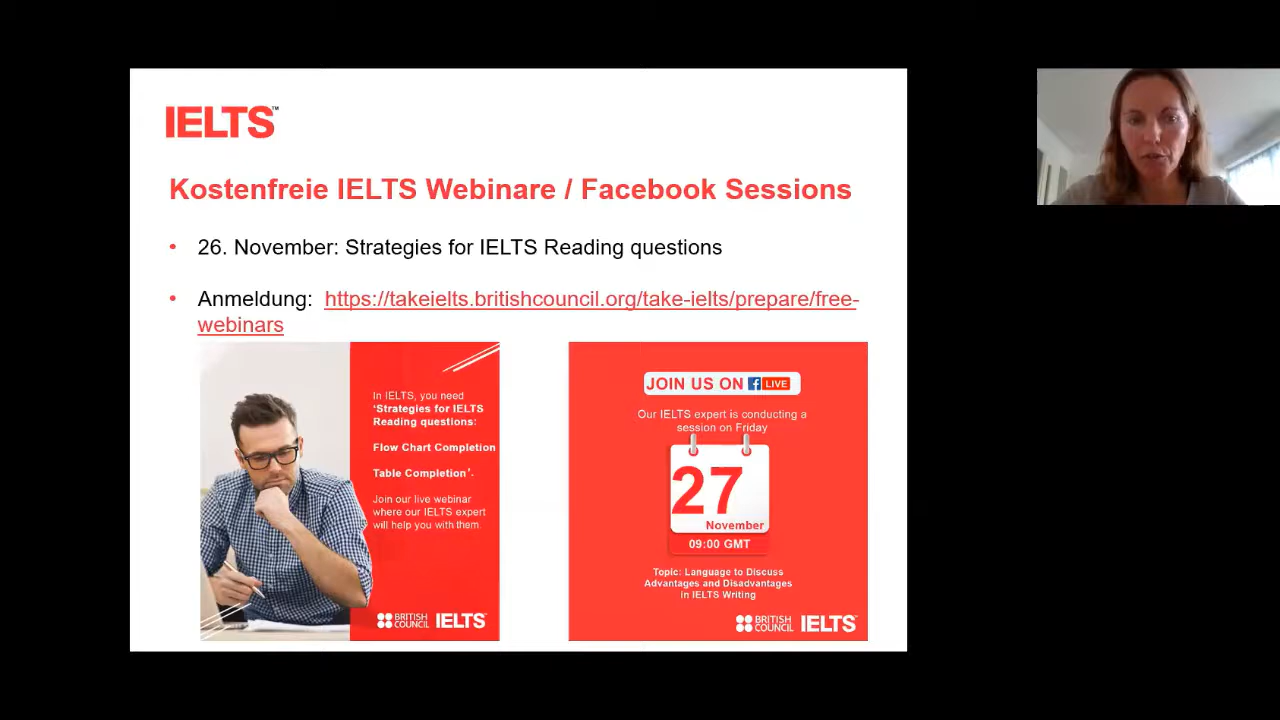 IELTS™
Kostenfreie IELTS Webinare / Facebook Sessions
• 26. November: Strategies for IELTS Reading questions
• Anmeldung: https://takeielts.britishcouncil.org/take-ielts/prepare/free-
webinars
In IELTS, you need
‘Strategies for IELTS
Reading questions:
Flow Chart Completion
Table Completion’.
Join our live webinar
where our IELTS expert
will help you with them.
BRITISH
COUNCIL
IELTS™
JOIN US ON f LIVE
Our IELTS expert is conducting a
session on Friday
27
November
09:00 GMT
Topic: Language to Discuss
Advantages and Disadvantages
in IELTS Writing
BRITISH
COUNCIL
IELTS™